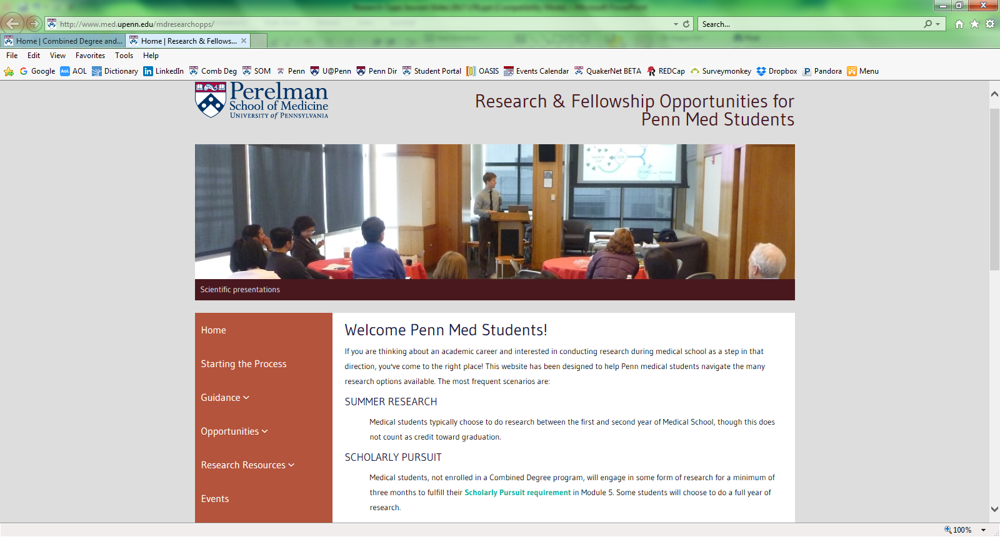 http://www.med.upenn.edu/mdresearchopps/
Search...
Home | Combined Degree and...
Home | Research & Fellows...
File Edit View Favorites Tools Help
Google AOL Dictionary LinkedIn Comb Deg SOM Penn U@Penn Penn Dir Student Portal OASIS Events Calendar QuakerNet BETA REDCap Surveymonkey Dropbox Pandora Menu
Perelman
School of Medicine
University of Pennsylvania
Research & Fellowship Opportunities for
Penn Med Students
Scientific presentations
Home
Starting the Process
Guidance
Opportunities
Research Resources
Events
Welcome Penn Med Students!
If you are thinking about an academic career and interested in conducting research during medical school as a step in that
direction, you've come to the right place! This website has been designed to help Penn medical students navigate the many
research options available. The most frequent scenarios are:
SUMMER RESEARCH
Medical students typically choose to do research between the first and second year of Medical School, though this does
not count as credit toward graduation.
SCHOLARLY PURSUIT
Medical students, not enrolled in a Combined Degree program, will engage in some form of research for a minimum of
three months to fulfill their Scholarly Pursuit requirement in Module 5. Some students will choose to do a full year of
research.
100%